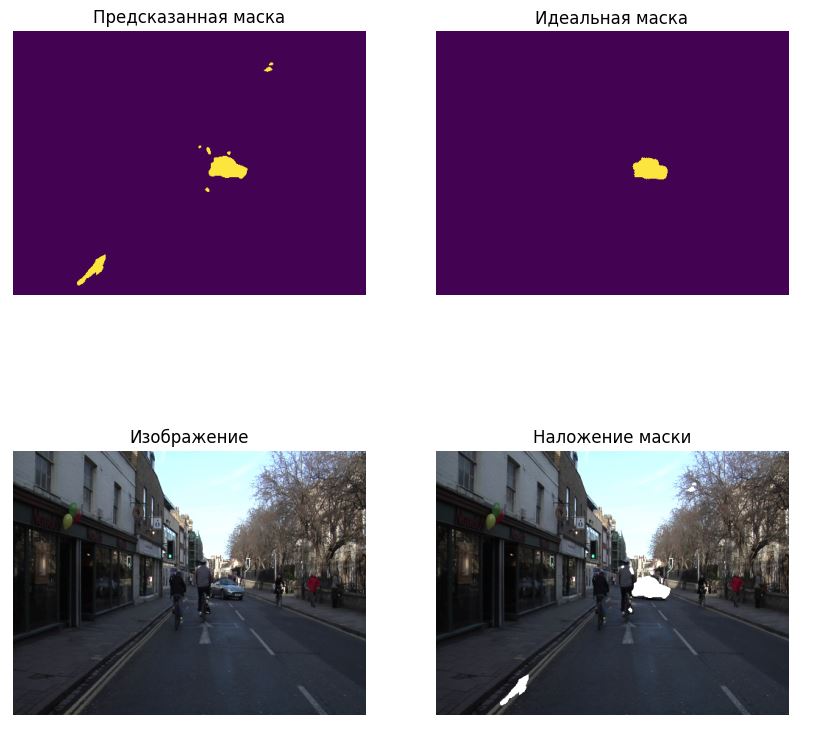 Предсказанная маска
Идеальная маска
Изображение
Наложение маски